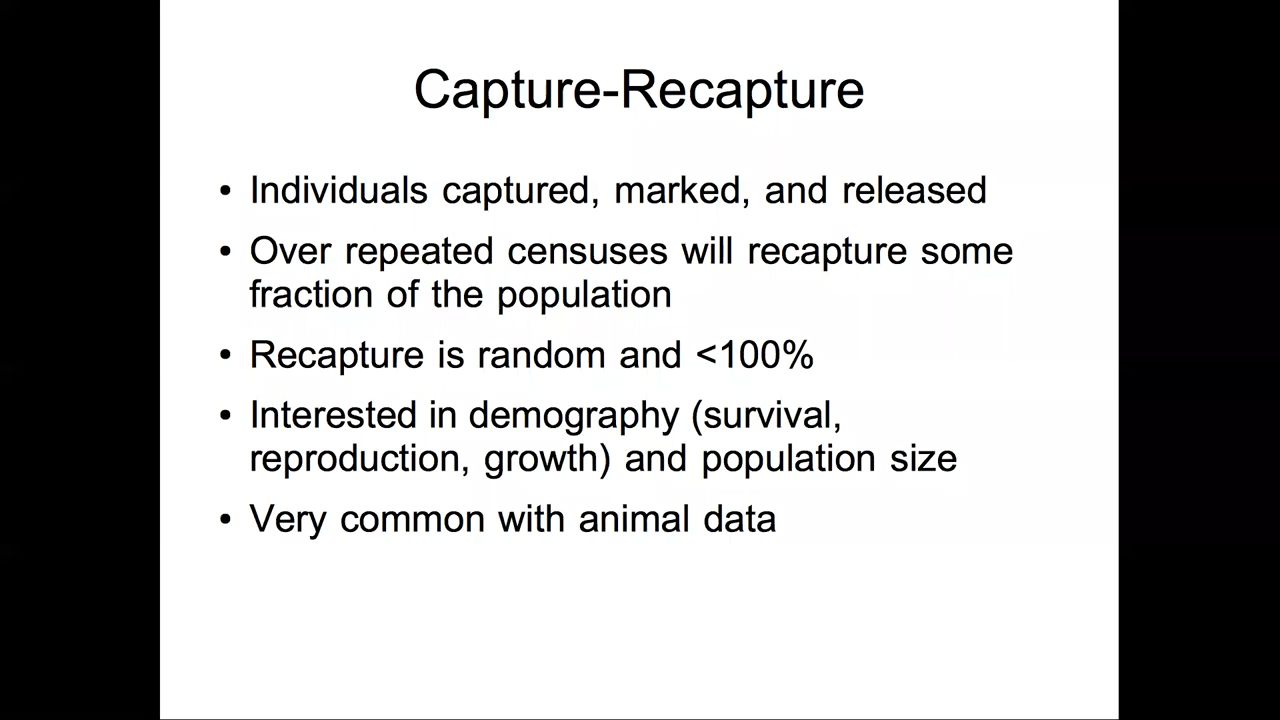 Capture-Recapture
• Individuals captured, marked, and released
• Over repeated censuses will recapture some
fraction of the population
• Recapture is random and <100%
• Interested in demography (survival,
reproduction, growth) and population size
• Very common with animal data